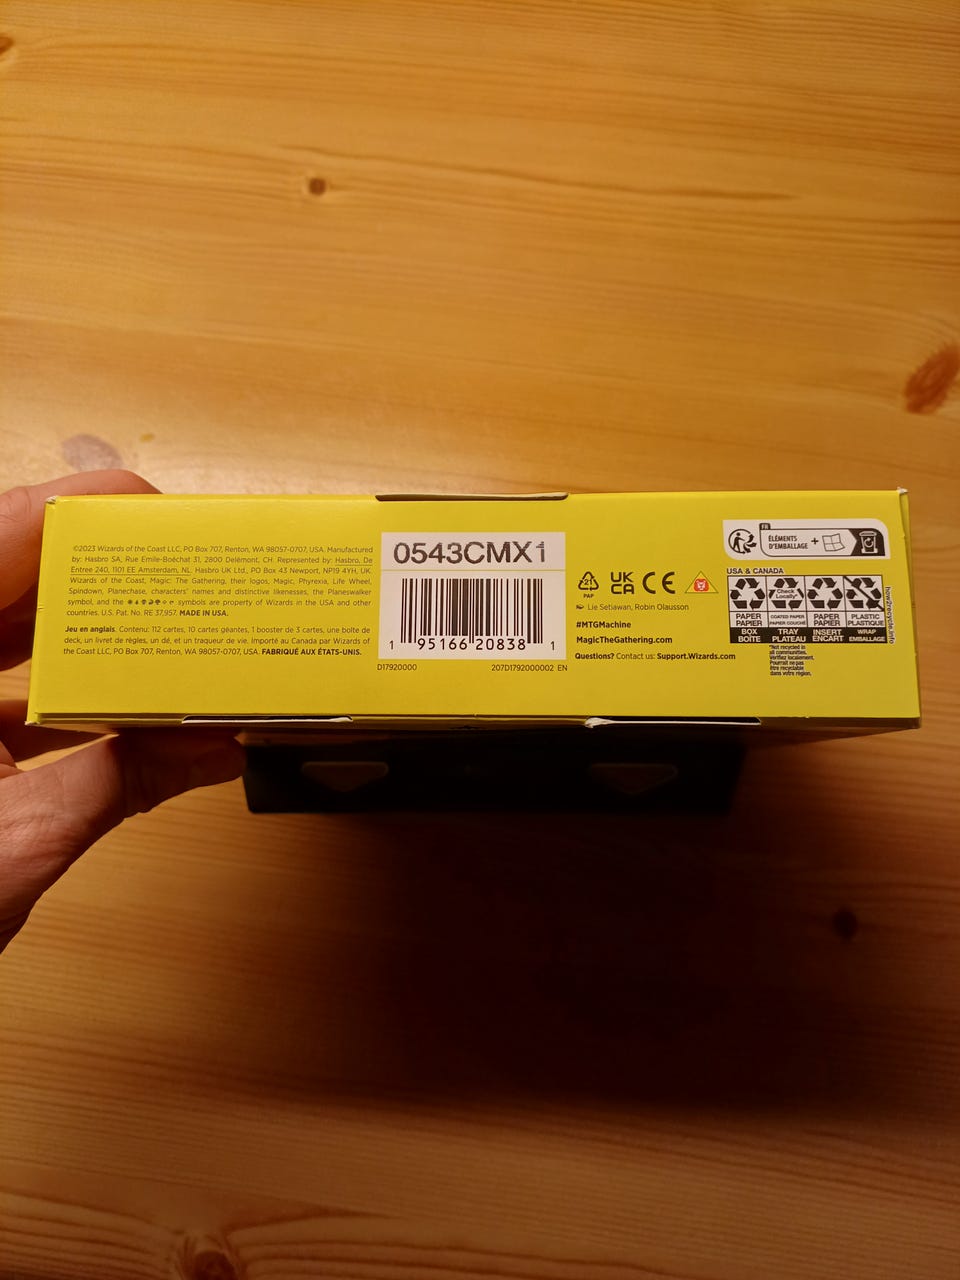 ©2023 Wizards of the Coast LLC, PO Box 707, Renton, WA 98057-0707, USA. Manufactured
by: Hasbro SA, Rue Emile-Boéchat 31, 2800 Delémont, CH. Represented by: Hasbro, De
Entree 240, 1101 EE Amsterdam, NL. Hasbro UK Ltd., PO Box 43 Newport, NP19 4YH, UK.
Wizards of the Coast, Magic: The Gathering, their logos, Magic, Phyrexia, Life Wheel,
Spindown, Planechase, characters' names and distinctive likenesses, the Planeswalker
symbol, and the symbols are property of Wizards in the USA and other
countries. U.S. Pat. No. RE 37,957. MADE IN USA.
Jeu en anglais. Contenu: 112 cartes, 10 cartes géantes, 1 booster de 3 cartes, une boîte de
deck, un livret de règles, un dé, et un traqueur de vie. Importé au Canada par Wizards of
the Coast, PO Box 707, Renton, WA 98057-0707, USA. FABRIQUÉ AUX ÉTATS-UNIS.
0543CMX1
1 95166 20838 1
D17920000 207D1792000002 EN
21
PAP
UK
CA
CE
Lie Setiawan, Robin Olausson
#MTGMachine
MagicTheGathering.com
Questions? Contact us: Support.Wizards.com
FR
ÉLÉMENTS
D'EMBALLAGE +
USA & CANADA
Check
Locally*
PAPER
PAPIER
BOX
BOÎTE
COATED PAPER
PAPIER COUCHÉ
TRAY
PLATEAU
PAPER
PAPIER
INSERT
ENCART
PLASTIC
PLASTIQUE
WRAP
EMBALLAGE
how2recycle.info
*Not recycled in
all communities.
Vérifiez localement.
Pourrait ne pas
être recyclable
dans votre région.